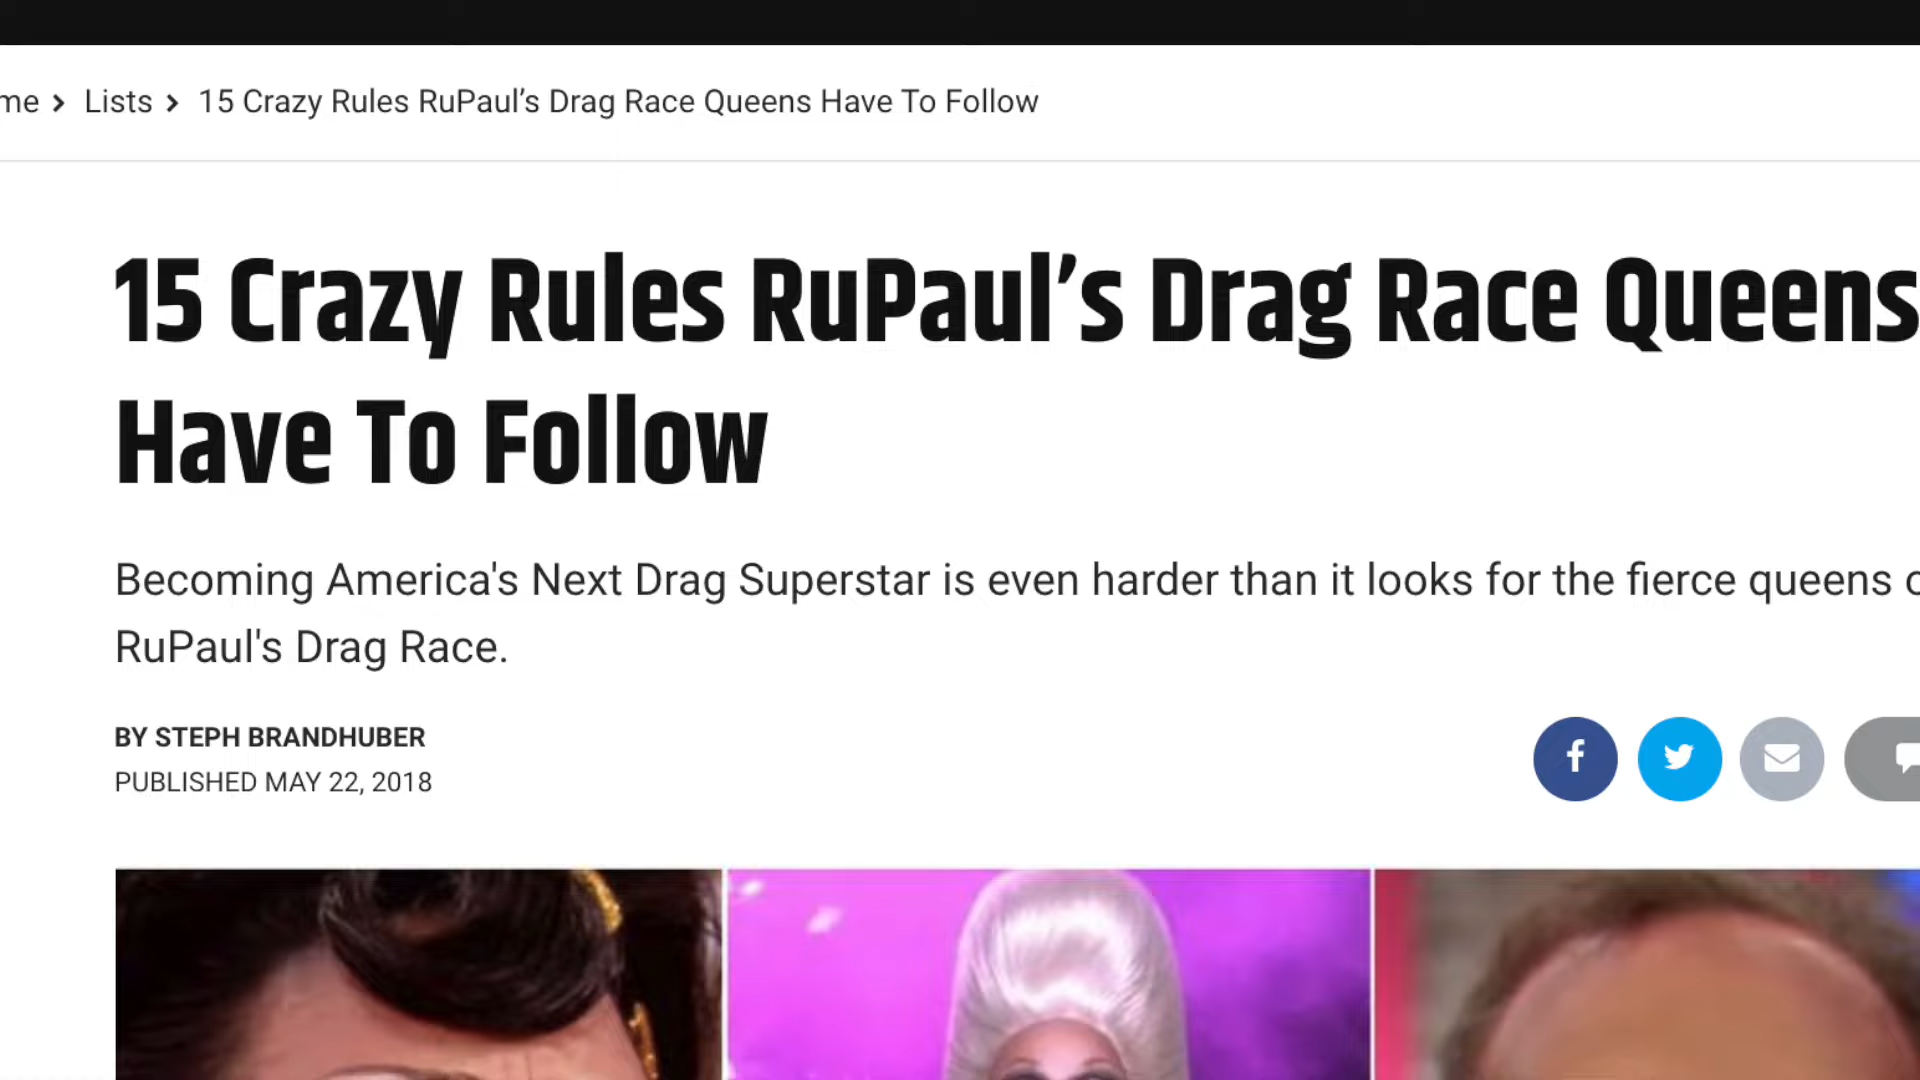 me > Lists > 15 Crazy Rules RuPaul’s Drag Race Queens Have To Follow
15 Crazy Rules RuPaul’s Drag Race Queens
Have To Follow
Becoming America's Next Drag Superstar is even harder than it looks for the fierce queens
RuPaul's Drag Race.
BY STEPH BRANDHUBER
PUBLISHED MAY 22, 2018